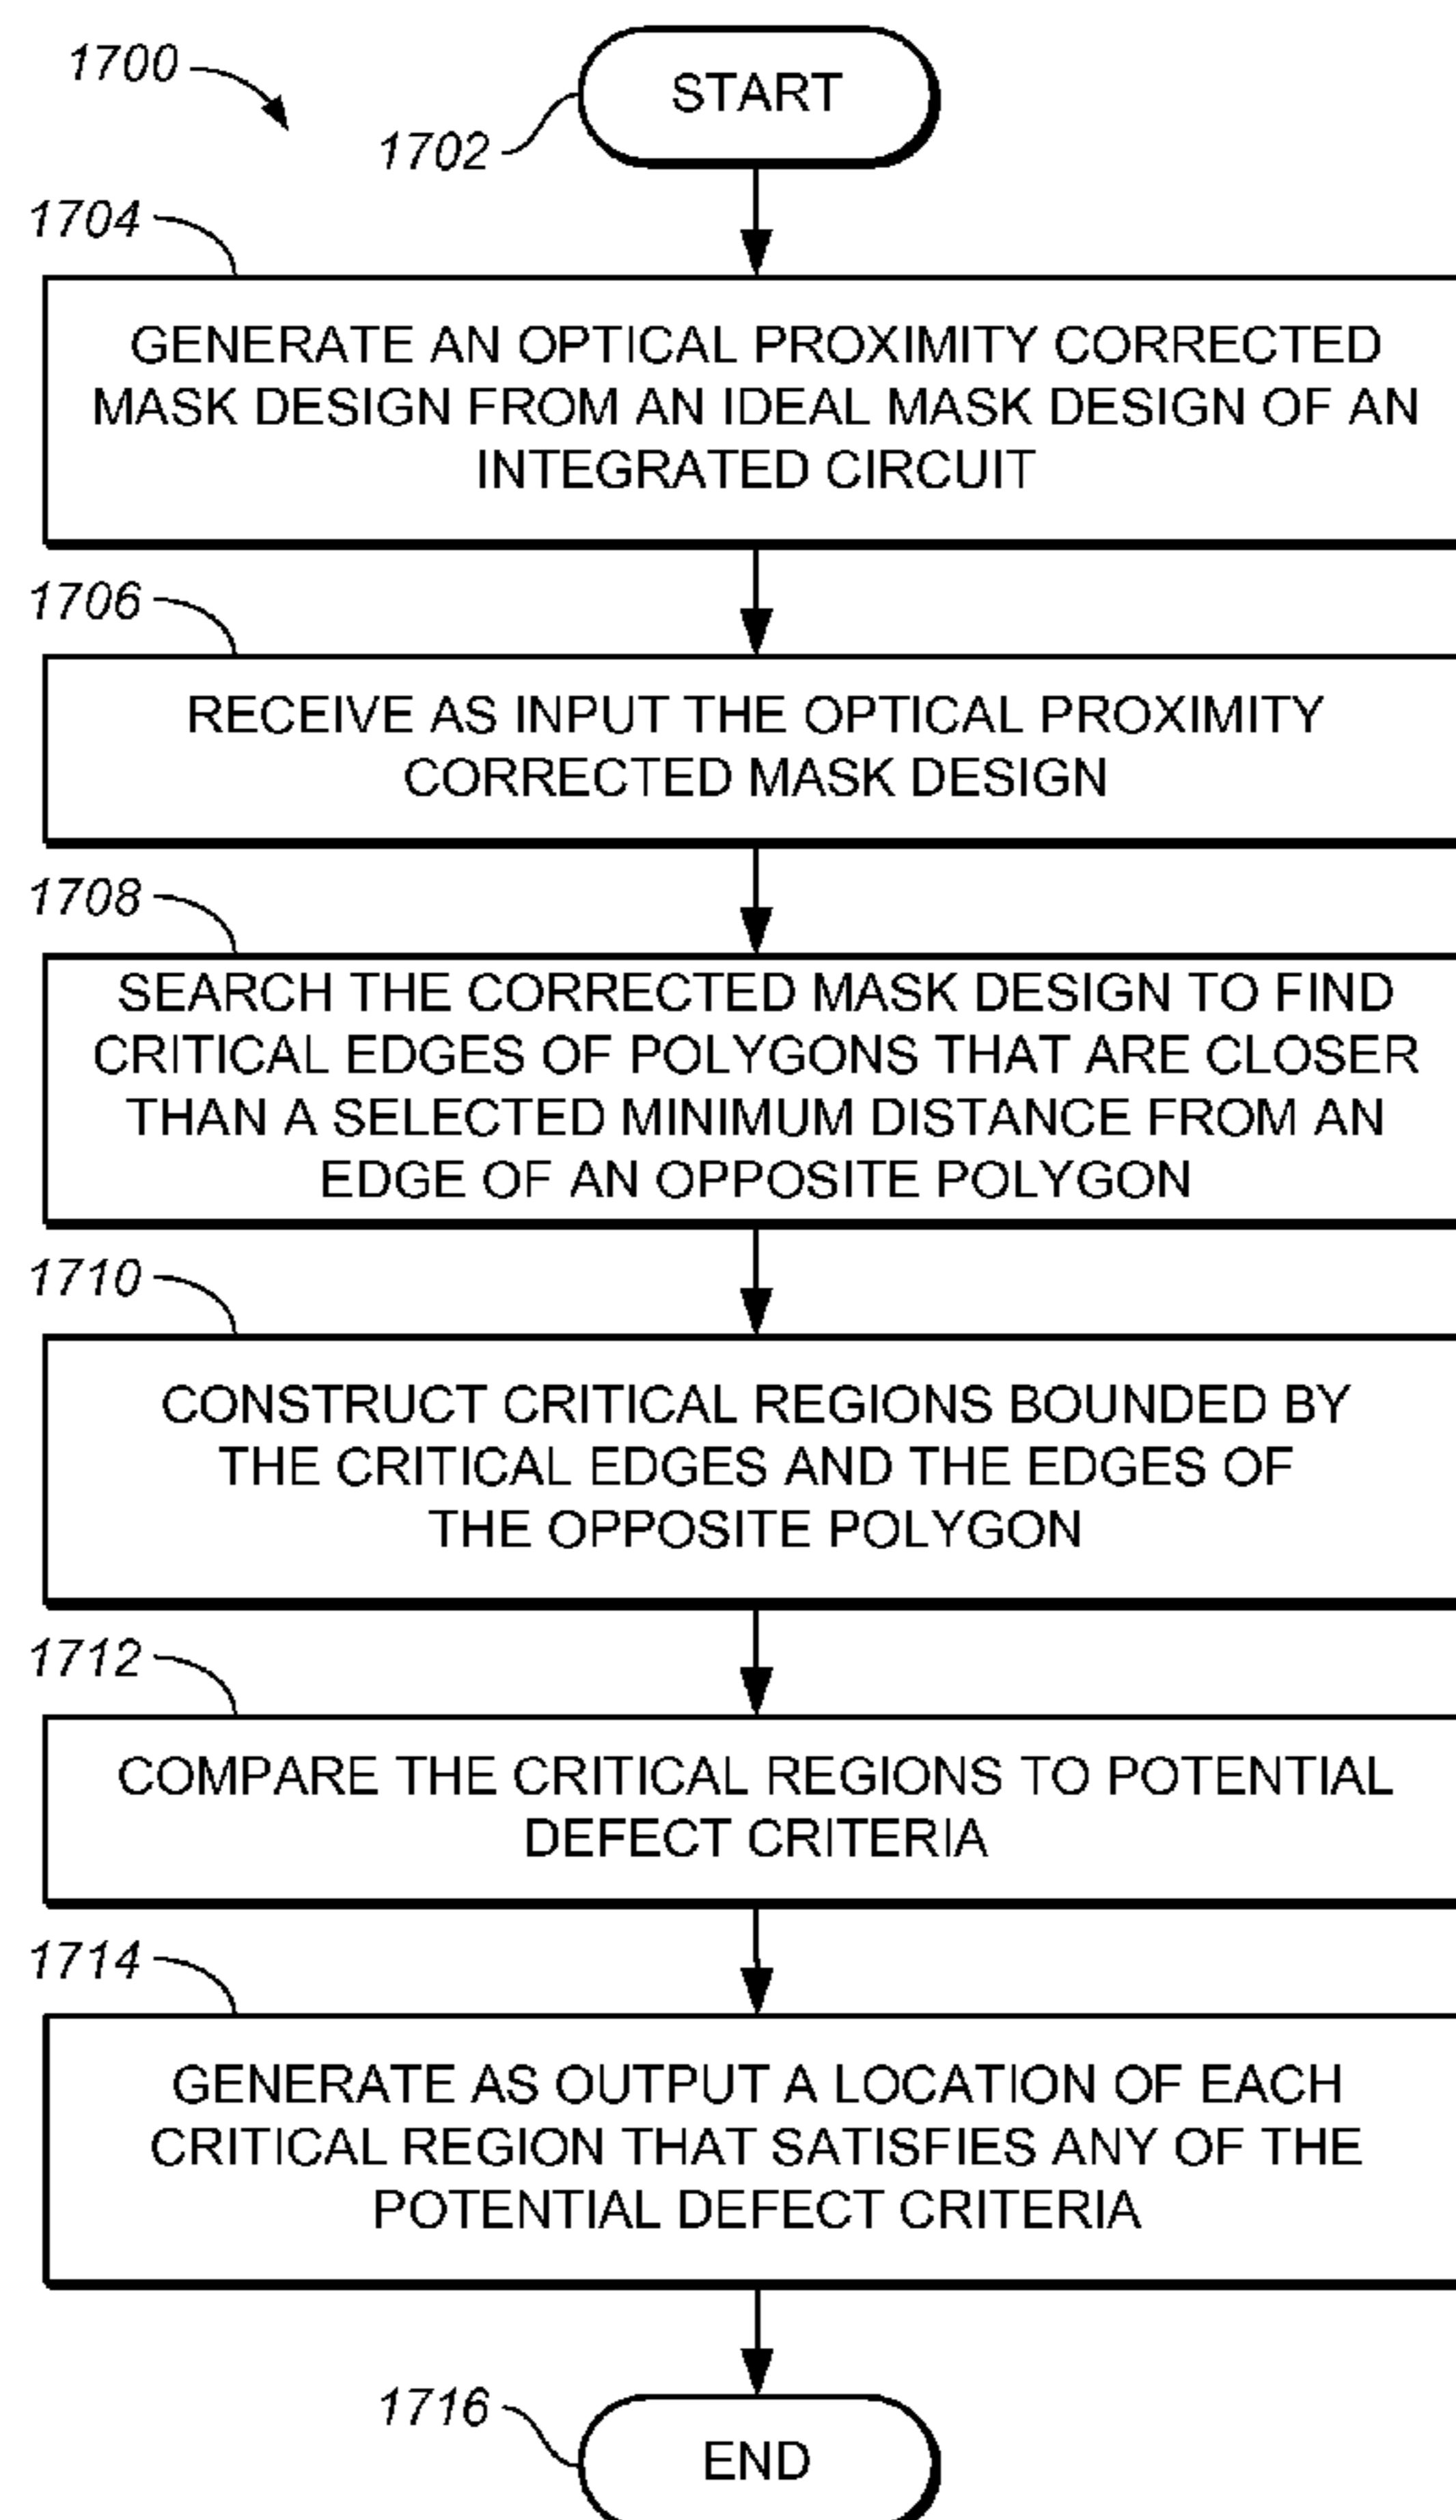 1700
START
1702
1704
GENERATE AN OPTICAL PROXIMITY CORRECTED
MASK DESIGN FROM AN IDEAL MASK DESIGN OF AN
INTEGRATED CIRCUIT
1706
RECEIVE AS INPUT THE OPTICAL PROXIMITY
CORRECTED MASK DESIGN
1708
SEARCH THE CORRECTED MASK DESIGN TO FIND
CRITICAL EDGES OF POLYGONS THAT ARE CLOSER
THAN A SELECTED MINIMUM DISTANCE FROM AN
EDGE OF AN OPPOSITE POLYGON
1710
CONSTRUCT CRITICAL REGIONS BOUNDED BY
THE CRITICAL EDGES AND THE EDGES OF
THE OPPOSITE POLYGON
1712
COMPARE THE CRITICAL REGIONS TO POTENTIAL
DEFECT CRITERIA
1714
GENERATE AS OUTPUT A LOCATION OF EACH
CRITICAL REGION THAT SATISFIES ANY OF THE
POTENTIAL DEFECT CRITERIA
1716
END